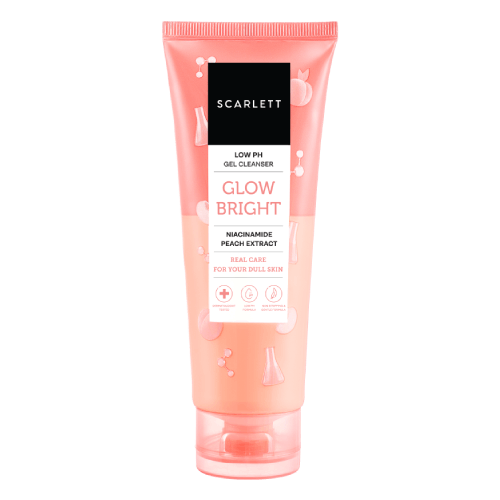 SCARLETT
LOW PH
GEL CLEANSER
GLOW
BRIGHT
NIACINAMIDE
PEACH EXTRACT
REAL CARE
FOR YOUR DULL SKIN